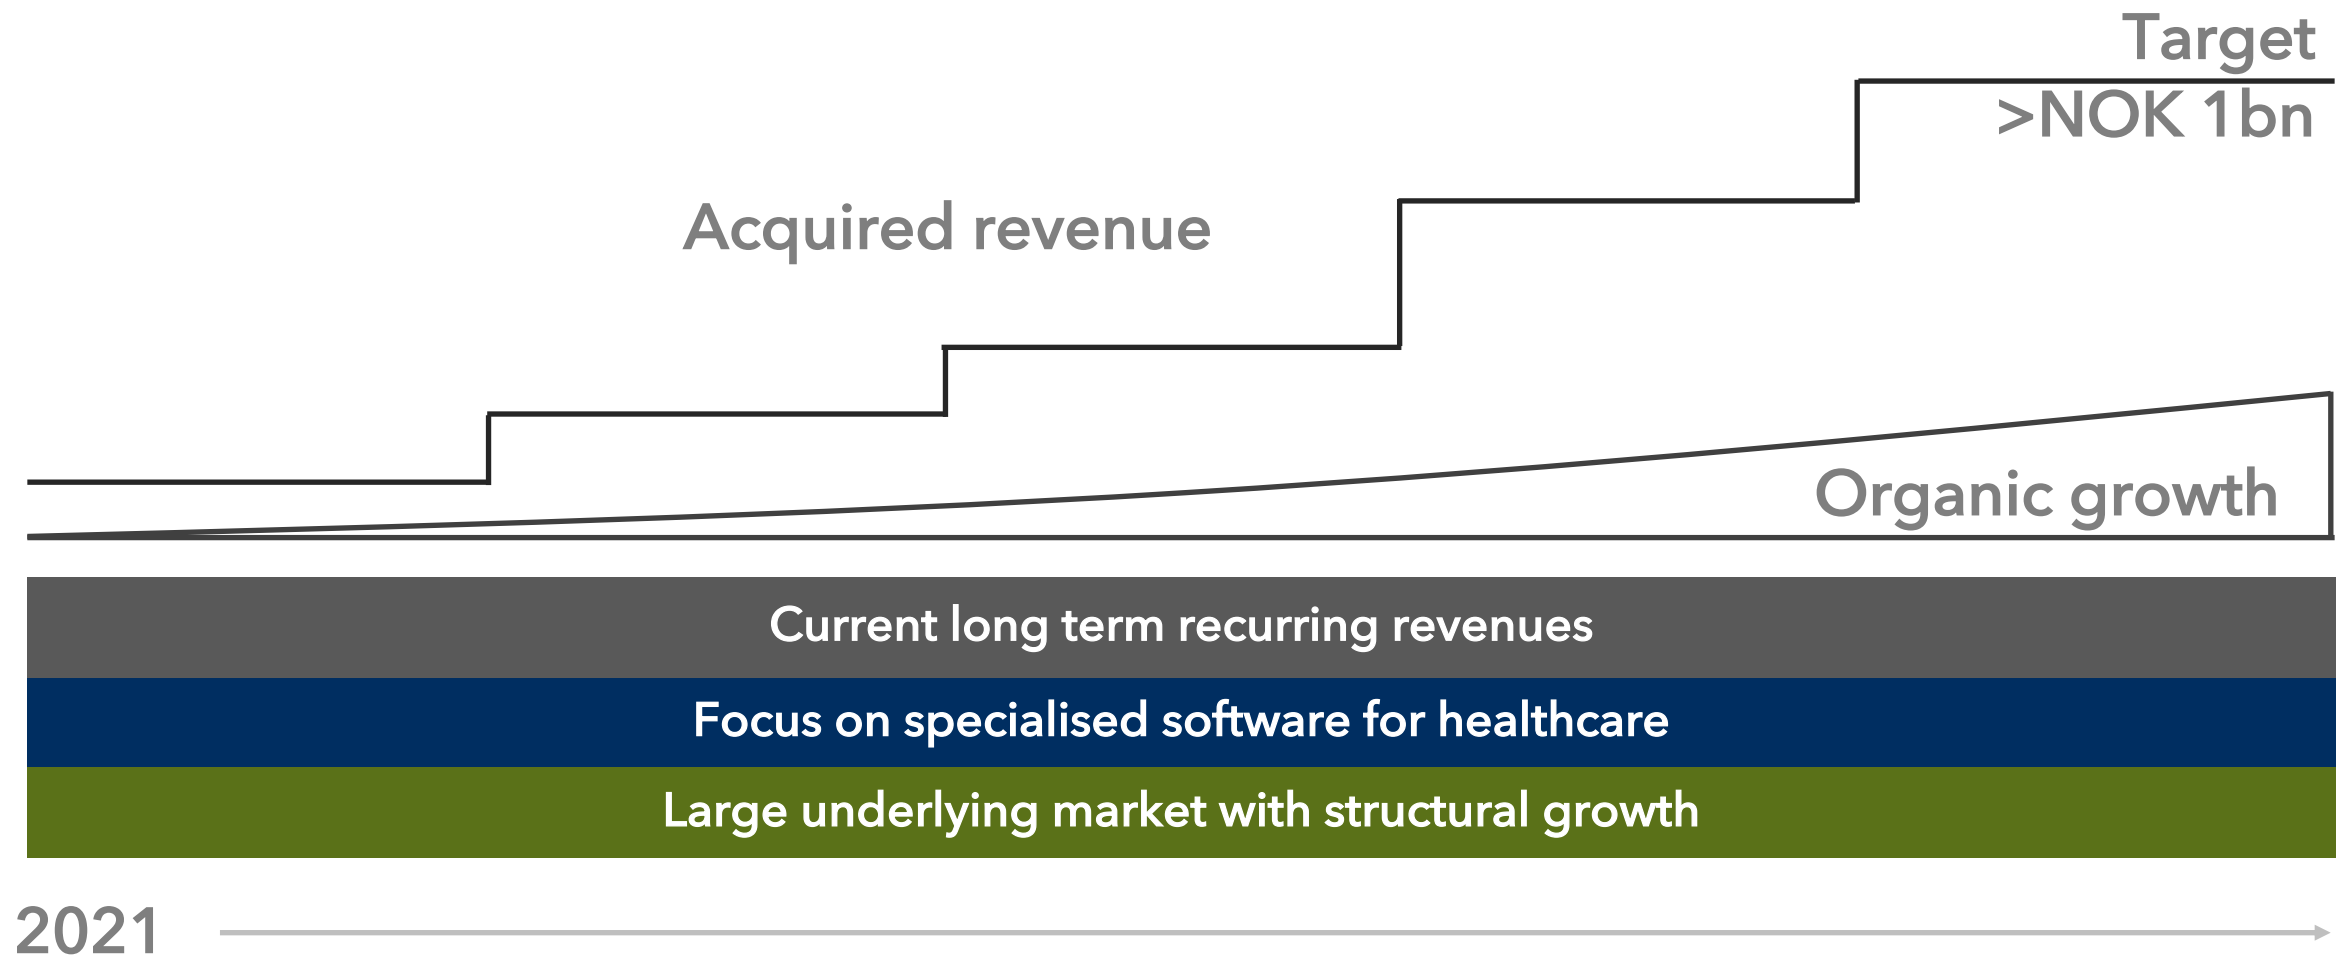 Target
>NOK 1bn
Acquired revenue
Organic growth
Current long term recurring revenues
Focus on specialised software for healthcare
Large underlying market with structural growth
2021